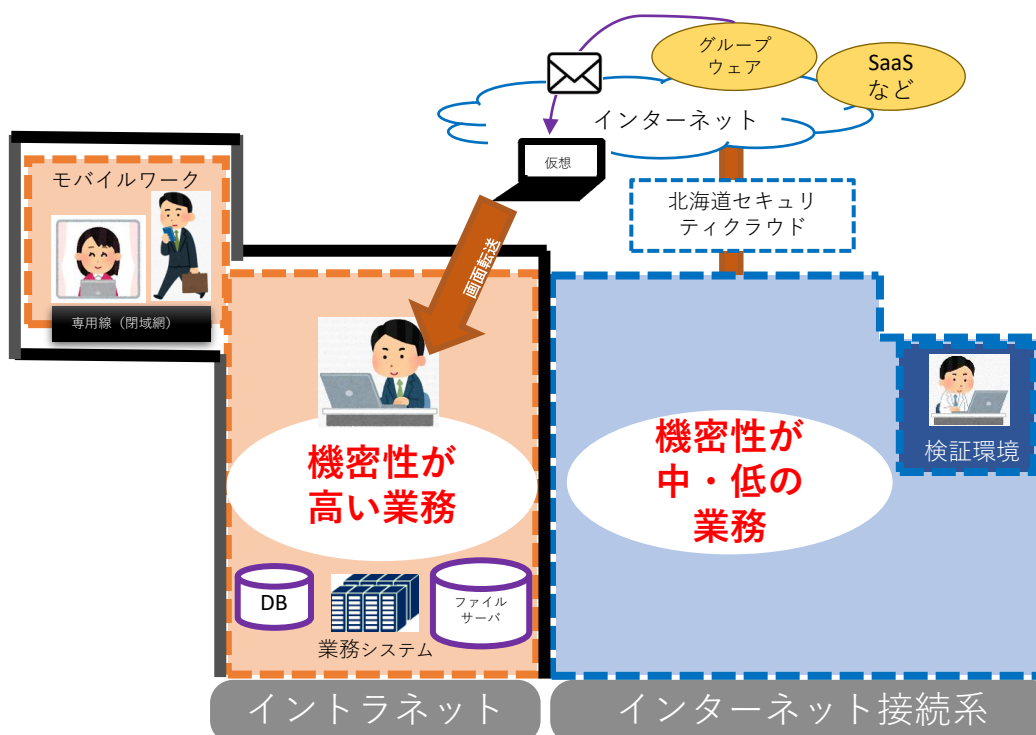 グループ
ウェア
SaaS
など
インターネット
仮想
北海道セキュリ
ティクラウド
モバイルワーク
専用線（閉域網）
画面転送
機密性が
高い業務
機密性が
中・低の
業務
検証環境
DB
ファイル
サーバ
業務システム
イントラネット
インターネット接続系